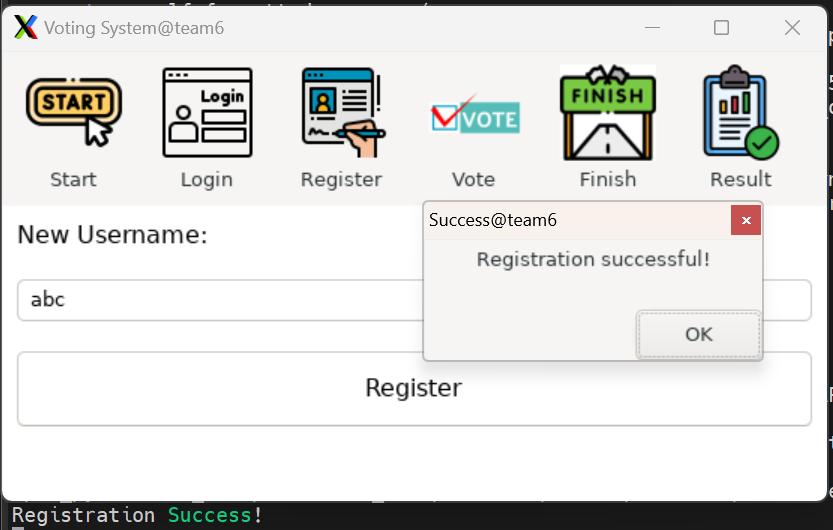 Voting System@team6
START
Login
FINISH
VOTE
Start
Login
Register
Vote
Finish
Result
Success@team6
New Username:
Registration successful!
abc
OK
Register
Registration Success!